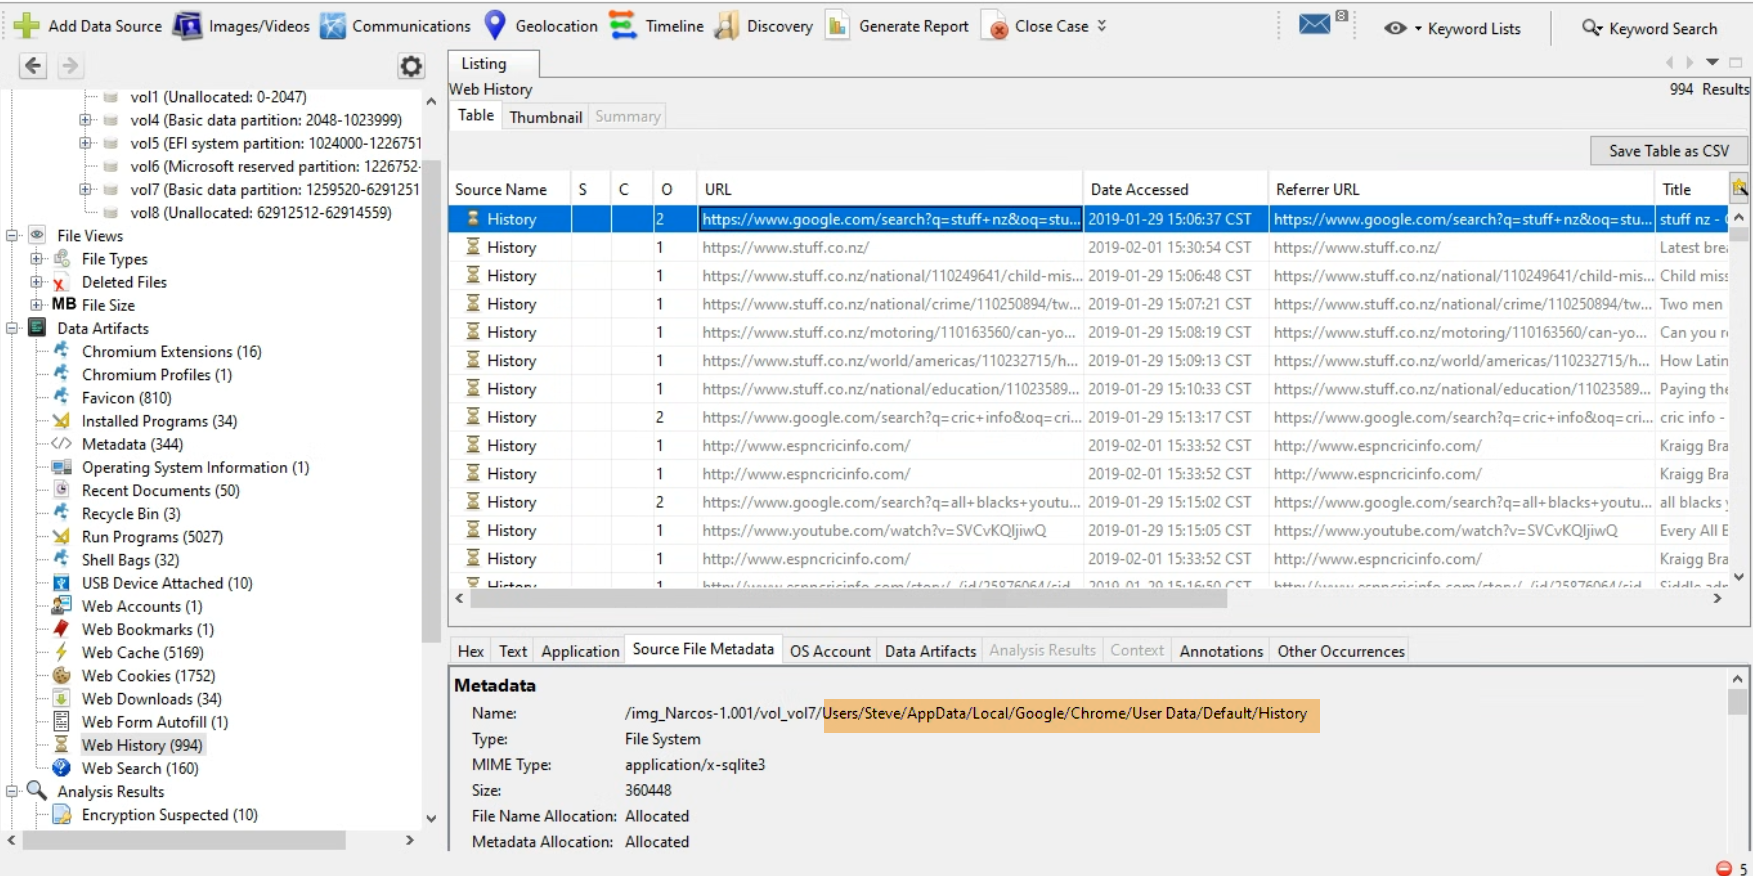 Add Data Source Images/Videos Communications Geolocation Timeline Discovery Generate Report Close Case 8 Keyword Lists Keyword Search
Listing
Web History 994 Results
Table Thumbnail Summary
Save Table as CSV
vol1 (Unallocated: 0-2047)
vol4 (Basic data partition: 2048-1023999)
vol5 (EFI system partition: 1024000-1226751
vol6 (Microsoft reserved partition: 1226752-
vol7 (Basic data partition: 1259520-6291251
vol8 (Unallocated: 62912512-62914559)
File Views
File Types
Deleted Files
MB File Size
Data Artifacts
Chromium Extensions (16)
Chromium Profiles (1)
Favicon (810)
Installed Programs (34)
Metadata (344)
Operating System Information (1)
Recent Documents (50)
Recycle Bin (3)
Run Programs (5027)
Shell Bags (32)
USB Device Attached (10)
Web Accounts (1)
Web Bookmarks (1)
Web Cache (5169)
Web Cookies (1752)
Web Downloads (34)
Web Form Autofill (1)
Web History (994)
Web Search (160)
Analysis Results
Encryption Suspected (10)
Source Name S C O URL Date Accessed Referrer URL Title
History 2 https://www.google.com/search?q=stuff+nz&oq=stu... 2019-01-29 15:06:37 CST https://www.google.com/search?q=stuff+nz&oq=stu... stuff nz -
History 1 https://www.stuff.co.nz/ 2019-02-01 15:30:54 CST https://www.stuff.co.nz/ Latest brea
History 1 https://www.stuff.co.nz/national/110249641/child-mis... 2019-01-29 15:06:48 CST https://www.stuff.co.nz/national/110249641/child-mis... Child miss
History 1 https://www.stuff.co.nz/national/crime/110250894/tw... 2019-01-29 15:07:21 CST https://www.stuff.co.nz/national/crime/110250894/tw... Two men
History 1 https://www.stuff.co.nz/motoring/110163560/can-yo... 2019-01-29 15:08:19 CST https://www.stuff.co.nz/motoring/110163560/can-yo... Can you r
History 1 https://www.stuff.co.nz/world/americas/110232715/h... 2019-01-29 15:09:13 CST https://www.stuff.co.nz/world/americas/110232715/h... How Latin
History 1 https://www.stuff.co.nz/national/education/11023589... 2019-01-29 15:10:33 CST https://www.stuff.co.nz/national/education/11023589... Paying the
History 2 https://www.google.com/search?q=cric+info&oq=cri... 2019-01-29 15:13:17 CST https://www.google.com/search?q=cric+info&oq=cri... cric info -
History 1 http://www.espncricinfo.com/ 2019-02-01 15:33:52 CST http://www.espncricinfo.com/ Kraigg Bra
History 1 http://www.espncricinfo.com/ 2019-02-01 15:33:52 CST http://www.espncricinfo.com/ Kraigg Bra
History 2 https://www.google.com/search?q=all+blacks+youtu... 2019-01-29 15:15:02 CST https://www.google.com/search?q=all+blacks+youtu... all blacks
History 1 https://www.youtube.com/watch?v=SVCvKQIjiwQ 2019-01-29 15:15:05 CST https://www.youtube.com/watch?v=SVCvKQIjiwQ Every All E
History 1 http://www.espncricinfo.com/ 2019-02-01 15:33:52 CST http://www.espncricinfo.com/ Kraigg Bra
History 1
Hex Text Application Source File Metadata OS Account Data Artifacts Analysis Results Context Annotations Other Occurrences
Metadata
Name: /img_Narcos-1.001/vol_vol7/Users/Steve/AppData/Local/Google/Chrome/User Data/Default/History
Type: File System
MIME Type: application/x-sqlite3
Size: 360448
File Name Allocation: Allocated
Metadata Allocation: Allocated
5